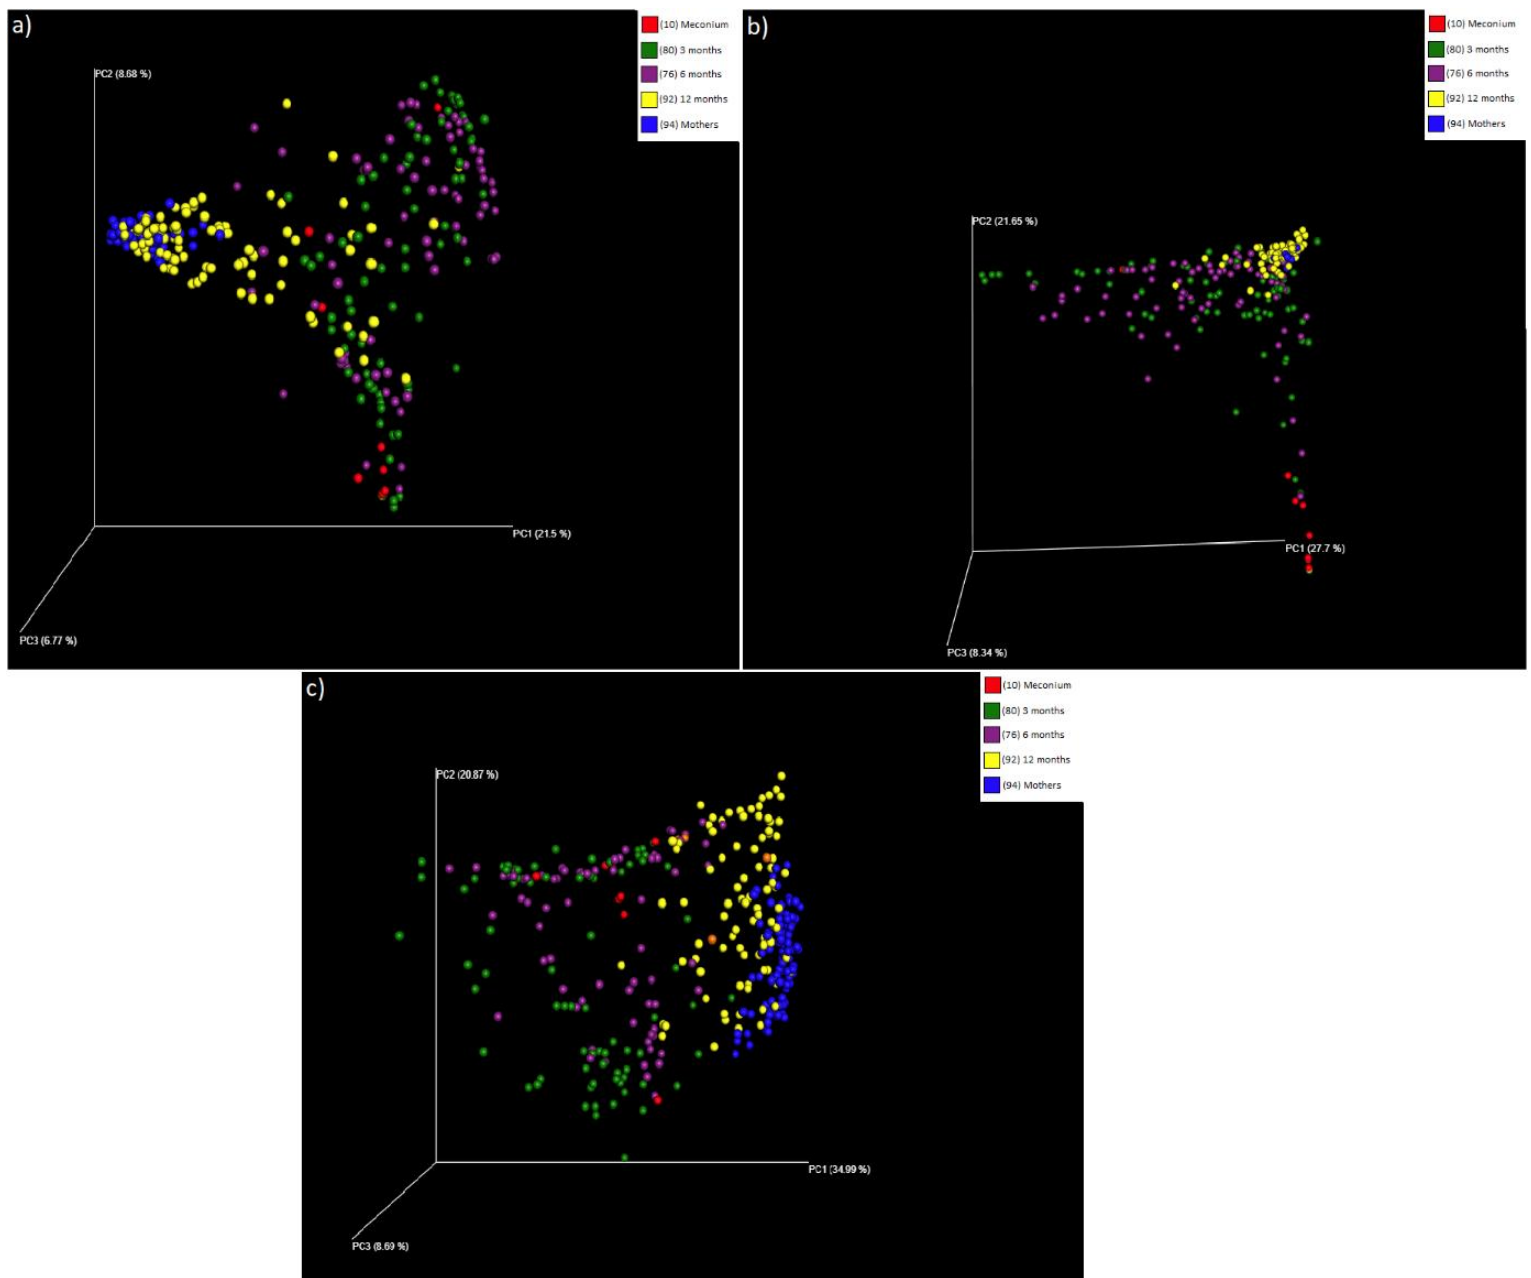 a)
(10) Meconium
(80) 3 months
(76) 6 months
(92) 12 months
(94) Mothers
PC2 (8.68 %)
PC1 (21.5 %)
PC3 (6.77 %)
b)
(10) Meconium
(80) 3 months
(76) 6 months
(92) 12 months
(94) Mothers
PC2 (21.65 %)
PC1 (27.7 %)
PC3 (8.34 %)
c)
(10) Meconium
(80) 3 months
(76) 6 months
(92) 12 months
(94) Mothers
PC2 (20.87 %)
PC1 (34.99 %)
PC3 (8.69 %)